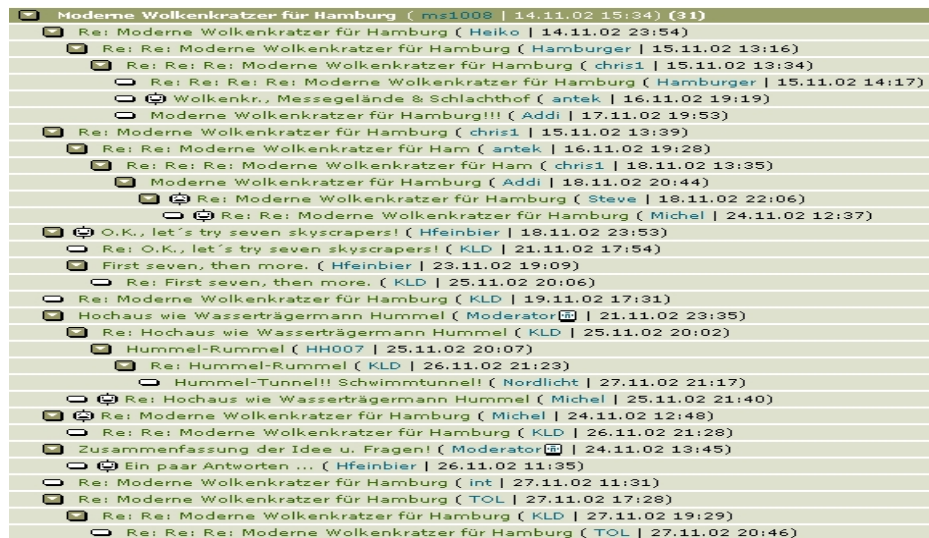 Moderne Wolkenkratzer für Hamburg ( ms1008 | 14.11.02 15:34) (31)
Re: Moderne Wolkenkratzer für Hamburg ( Heiko | 14.11.02 23:54)
Re: Re: Moderne Wolkenkratzer für Hamburg ( Hamburger | 15.11.02 13:16)
Re: Re: Re: Moderne Wolkenkratzer für Hamburg ( chris1 | 15.11.02 13:34)
Re: Re: Re: Re: Moderne Wolkenkratzer für Hamburg ( Hamburger | 15.11.02 14:17)
Wolkenkr., Messegelände & Schlachthof ( antek | 16.11.02 19:19)
Moderne Wolkenkratzer für Hamburg!!! ( Addi | 17.11.02 19:53)
Re: Moderne Wolkenkratzer für Hamburg ( chris1 | 15.11.02 13:39)
Re: Re: Moderne Wolkenkratzer für Ham ( antek | 16.11.02 19:28)
Re: Re: Re: Moderne Wolkenkratzer für Ham ( chris1 | 18.11.02 13:35)
Moderne Wolkenkratzer für Hamburg ( Addi | 18.11.02 20:44)
Re: Moderne Wolkenkratzer für Hamburg ( Steve | 18.11.02 22:06)
Re: Re: Moderne Wolkenkratzer für Hamburg ( Michel | 24.11.02 12:37)
O.K., let´s try seven skyscrapers! ( Hfeinbier | 18.11.02 23:53)
Re: O.K., let´s try seven skyscrapers! ( KLD | 21.11.02 17:54)
First seven, then more. ( Hfeinbier | 23.11.02 19:09)
Re: First seven, then more. ( KLD | 25.11.02 20:06)
Re: Moderne Wolkenkratzer für Hamburg ( KLD | 19.11.02 17:31)
Hochaus wie Wasserträgermann Hummel ( Moderator | 21.11.02 23:35)
Re: Hochaus wie Wasserträgermann Hummel ( KLD | 25.11.02 20:02)
Hummel-Rummel ( HH007 | 25.11.02 20:07)
Re: Hummel-Rummel ( KLD | 26.11.02 21:23)
Hummel-Tunnel!! Schwimmtunnel! ( Nordlicht | 27.11.02 21:17)
Re: Hochaus wie Wasserträgermann Hummel ( Michel | 25.11.02 21:40)
Re: Moderne Wolkenkratzer für Hamburg ( Michel | 24.11.02 12:48)
Re: Re: Moderne Wolkenkratzer für Hamburg ( KLD | 26.11.02 21:28)
Zusammenfassung der Idee u. Fragen! ( Moderator | 24.11.02 13:45)
Ein paar Antworten ... ( Hfeinbier | 26.11.02 11:35)
Re: Moderne Wolkenkratzer für Hamburg ( int | 27.11.02 11:31)
Re: Moderne Wolkenkratzer für Hamburg ( TOL | 27.11.02 17:28)
Re: Re: Moderne Wolkenkratzer für Hamburg ( KLD | 27.11.02 19:29)
Re: Re: Re: Moderne Wolkenkratzer für Hamburg ( TOL | 27.11.02 20:46)